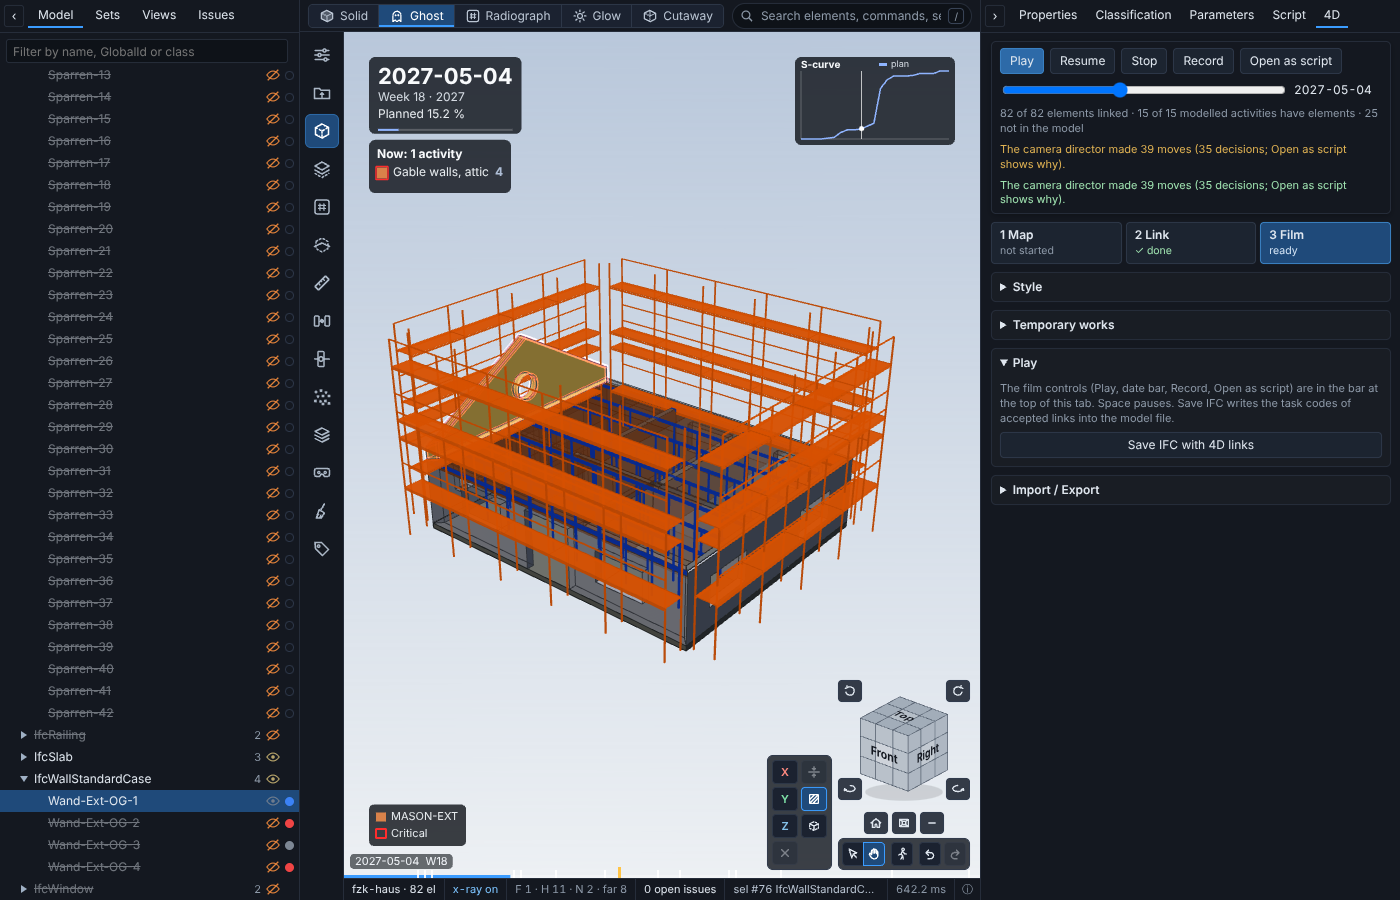 Model
Sets
Views
Issues
Filter by name, GlobalId or class
Sparren-13
Sparren-14
Sparren-15
Sparren-16
Sparren-17
Sparren-18
Sparren-19
Sparren-20
Sparren-21
Sparren-22
Sparren-23
Sparren-24
Sparren-25
Sparren-26
Sparren-27
Sparren-28
Sparren-29
Sparren-30
Sparren-31
Sparren-32
Sparren-33
Sparren-34
Sparren-35
Sparren-36
Sparren-37
Sparren-38
Sparren-39
Sparren-40
Sparren-41
Sparren-42
IfcRailing 2
IfcSlab 3
IfcWallStandardCase 4
Wand-Ext-OG-1
Wand-Ext-OG-2
Wand-Ext-OG-3
Wand-Ext-OG-4
IfcWindow 2
Solid
Ghost
Radiograph
Glow
Cutaway
Search elements, commands, se
/
2027-05-04
Week 18 · 2027
Planned 15.2 %
Now: 1 activity
Gable walls, attic 4
S-curve
plan
Top
Front
Right
X
Y
Z
MASON-EXT
Critical
2027-05-04 W18
fzk-haus · 82 el
x-ray on
F 1 · H 11 · N 2 · far 8
0 open issues
sel #76 IfcWallStandardC...
642.2 ms
Properties
Classification
Parameters
Script
4D
Play
Resume
Stop
Record
Open as script
2027-05-04
82 of 82 elements linked · 15 of 15 modelled activities have elements · 25
not in the model
The camera director made 39 moves (35 decisions; Open as script
shows why).
The camera director made 39 moves (35 decisions; Open as script
shows why).
1 Map
not started
2 Link
✓ done
3 Film
ready
Style
Temporary works
Play
The film controls (Play, date bar, Record, Open as script) are in the bar at
the top of this tab. Space pauses. Save IFC writes the task codes of
accepted links into the model file.
Save IFC with 4D links
Import / Export